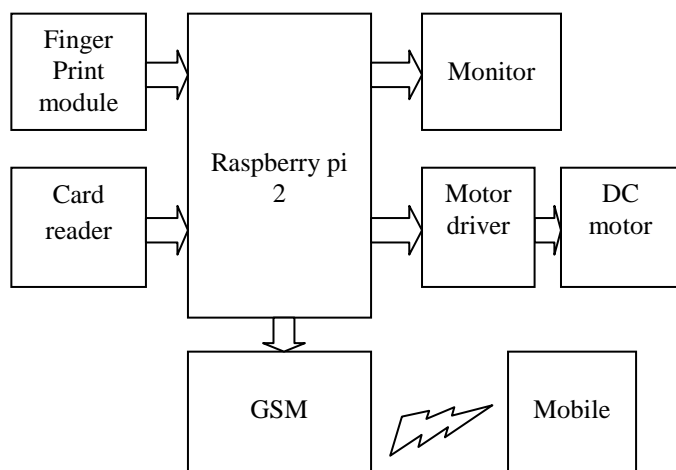 Finger
Print
module
Monitor
Raspberry pi
2
Card
reader
Motor
driver
DC
motor
GSM
Mobile